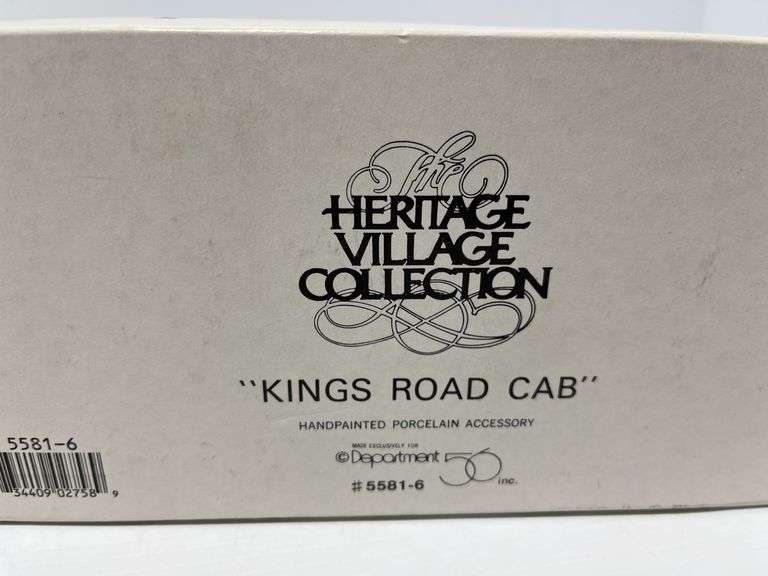 The
HERITAGE
VILLAGE
COLLECTION
"KINGS ROAD CAB"
HANDPAINTED PORCELAIN ACCESSORY
MADE EXCLUSIVELY FOR
©Department 56 inc.
#5581-6
5581-6
34409 02758 9